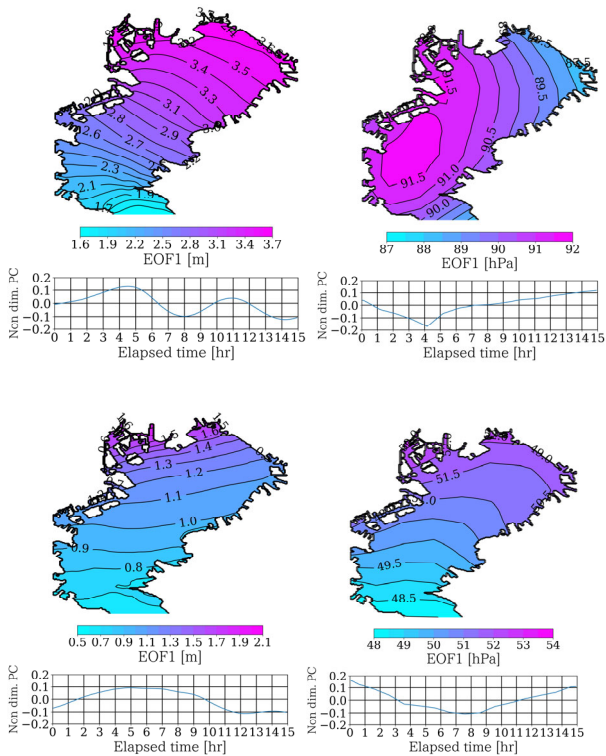 3.4
3.5
3.3
3.1
2.8
2.9
2.6
2.7
2.3
2.1
1.9
1.7
1.6 1.9 2.2 2.5 2.8 3.1 3.4 3.7
EOF1 [m]
Non dim. PC
0.2
0.1
0.0
−0.1
−0.2
0 1 2 3 4 5 6 7 8 9 10 11 12 13 14 15
Elapsed time [hr]
91.5
89.5
90.5
91.0
91.5
90.0
87 88 89 90 91 92
EOF1 [hPa]
Non dim. PC
0.2
0.1
0.0
−0.1
−0.2
0 1 2 3 4 5 6 7 8 9 10 11 12 13 14 15
Elapsed time [hr]
1.4
1.3
1.2
1.1
1.0
0.9
0.8
0.5 0.7 0.9 1.1 1.3 1.5 1.7 1.9 2.1
EOF1 [m]
Non dim. PC
0.2
0.1
0.0
−0.1
−0.2
0 1 2 3 4 5 6 7 8 9 10 11 12 13 14 15
Elapsed time [hr]
51.5
49.5
48.5
48 49 50 51 52 53 54
EOF1 [hPa]
Non dim. PC
0.2
0.1
0.0
−0.1
−0.2
0 1 2 3 4 5 6 7 8 9 10 11 12 13 14 15
Elapsed time [hr]